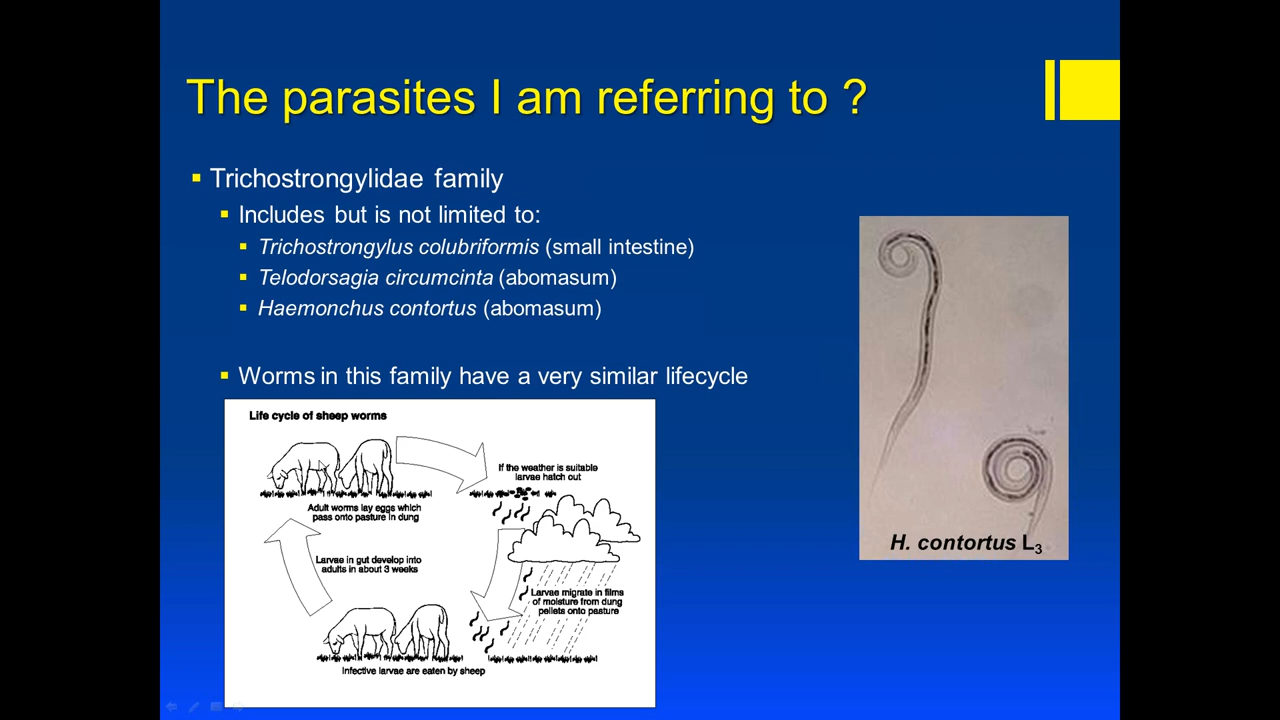 The parasites I am referring to ?
Trichostrongylidae family
Includes but is not limited to:
Trichostrongylus colubriformis (small intestine)
Telodorsagia circumcinta (abomasum)
Haemonchus contortus (abomasum)
Worms in this family have a very similar lifecycle
Life cycle of sheep worms
If the weather is suitable
larvae hatch out
Adult worms lay eggs which
pass onto pasture in dung
Larvae in gut develop into
adults in about 3 weeks
Larvae migrate in films
of moisture from dung
pellets onto pasture
Infective larvae are eaten by sheep
H. contortus L₃